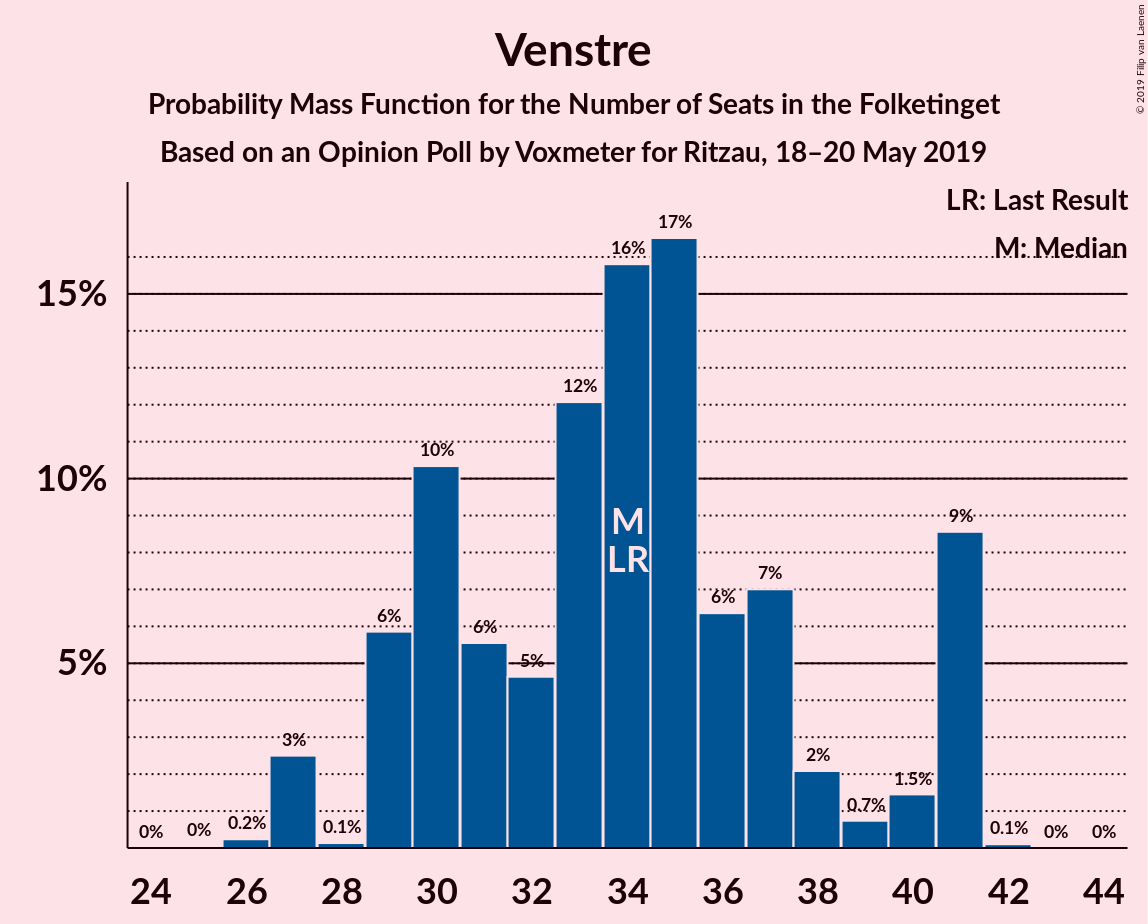 Venstre
Probability Mass Function for the Number of Seats in the Folketinget
Based on an Opinion Poll by Voxmeter for Ritzau, 18–20 May 2019
© 2019 Filip van Laenen
LR: Last Result
M: Median
15%
10%
5%
0%
0%
0.2%
3%
0.1%
6%
10%
6%
5%
12%
16%
17%
6%
7%
2%
0.7%
1.5%
9%
0.1%
0%
0%
M
LR
24 26 28 30 32 34 36 38 40 42 44